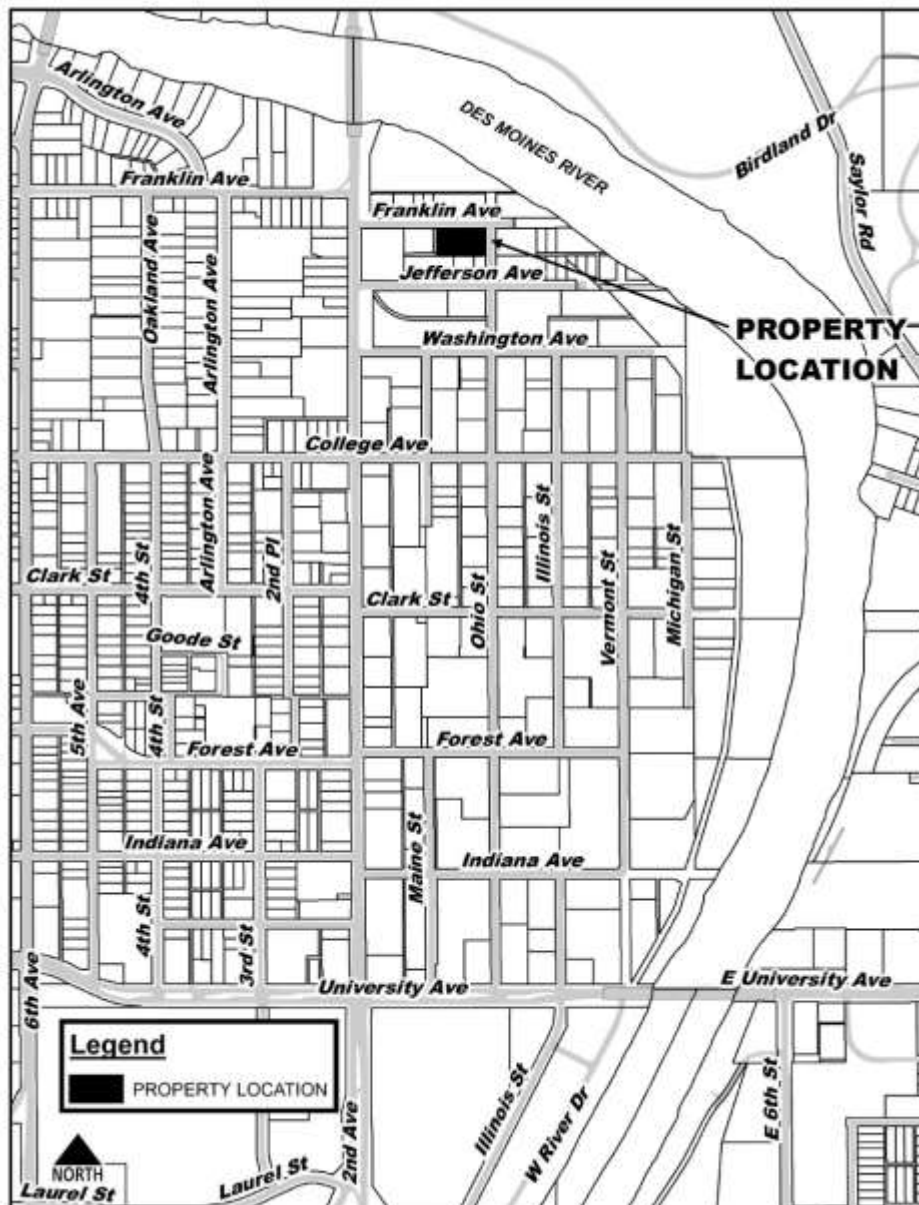 Arlington Ave
DES MOINES RIVER
Birdland Dr
Saylor Rd
Franklin Ave
Franklin Ave
Oakland Ave
Arlington Ave
Jefferson Ave
Washington Ave
PROPERTY
LOCATION
College Ave
Arlington Ave
4th St
2nd Pl
Illinois St
Clark St
Clark St
Ohio St
Vermont St
Michigan St
Goode St
5th Ave
4th St
Forest Ave
Forest Ave
Indiana Ave
Maine St
Indiana Ave
4th St
3rd St
6th Ave
University Ave
E University Ave
Legend
PROPERTY LOCATION
2nd Ave
Illinois St
W River Dr
E 6th St
NORTH
Laurel St
Laurel St